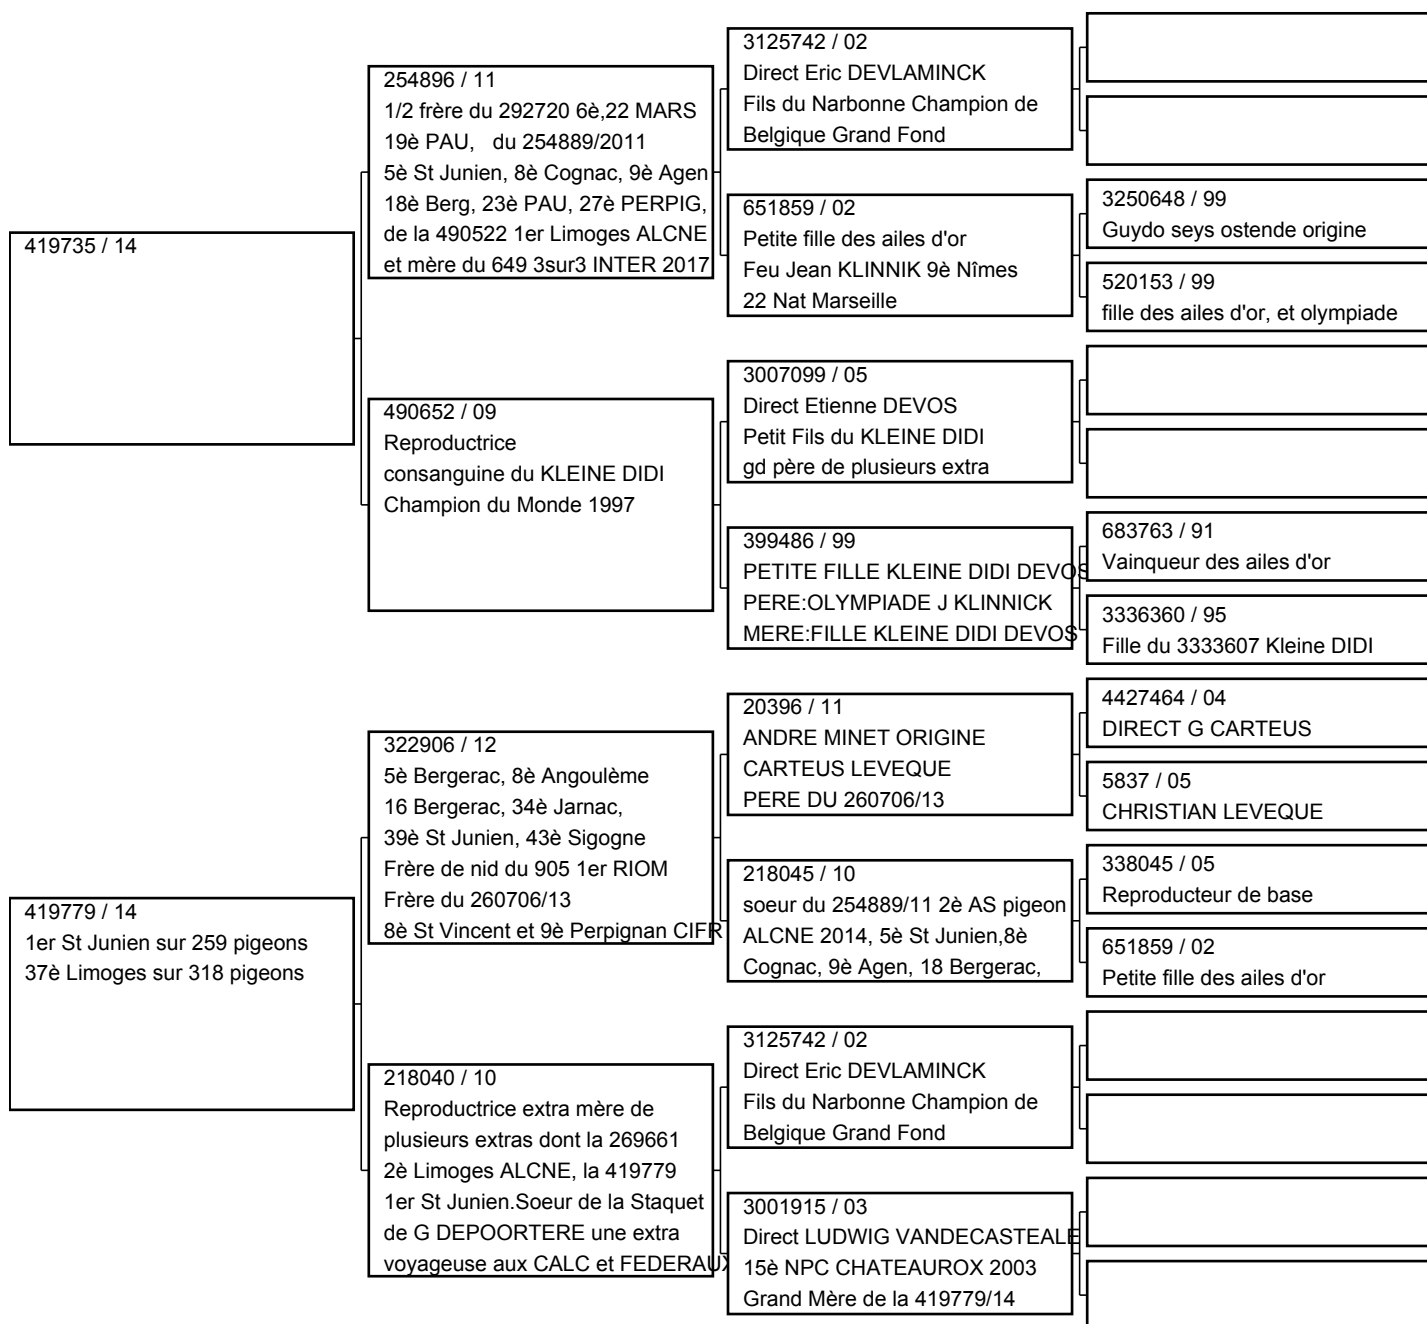 419735 / 14
254896 / 11
1/2 frère du 292720 6è,22 MARS
19è PAU,   du 254889/2011
5è St Junien, 8è Cognac, 9è Agen
18è Berg, 23è PAU, 27è PERPIG,
de la 490522 1er Limoges ALCNE
et mère du 649 3sur3 INTER 2017
3125742 / 02
Direct Eric DEVLAMINCK
Fils du Narbonne Champion de
Belgique Grand Fond
651859 / 02
Petite fille des ailes d'or
Feu Jean KLINNIK 9è Nîmes
22 Nat Marseille
3250648 / 99
Guydo seys ostende origine
520153 / 99
fille des ailes d'or, et olympiade
490652 / 09
Reproductrice
consanguine du KLEINE DIDI
Champion du Monde 1997
3007099 / 05
Direct Etienne DEVOS
Petit Fils du KLEINE DIDI
gd père de plusieurs extra
399486 / 99
PETITE FILLE KLEINE DIDI DEVOS
PERE:OLYMPIADE J KLINNICK
MERE:FILLE KLEINE DIDI DEVOS
683763 / 91
Vainqueur des ailes d'or
3336360 / 95
Fille du 3333607 Kleine DIDI
419779 / 14
1er St Junien sur 259 pigeons
37è Limoges sur 318 pigeons
322906 / 12
5è Bergerac, 8è Angoulème
16 Bergerac, 34è Jarnac,
39è St Junien, 43è Sigogne
Frère de nid du 905 1er RIOM
Frère du 260706/13
8è St Vincent et 9è Perpignan CIFR
20396 / 11
ANDRE MINET ORIGINE
CARTEUS LEVEQUE
PERE DU 260706/13
218045 / 10
soeur du 254889/11 2è AS pigeon
ALCNE 2014, 5è St Junien,8è
Cognac, 9è Agen, 18 Bergerac,
4427464 / 04
DIRECT G CARTEUS
5837 / 05
CHRISTIAN LEVEQUE
338045 / 05
Reproducteur de base
651859 / 02
Petite fille des ailes d'or
218040 / 10
Reproductrice extra mère de
plusieurs extras dont la 269661
2è Limoges ALCNE, la 419779
1er St Junien.Soeur de la Staquet
de G DEPOORTERE une extra
voyageuse aux CALC et FEDERAUX
3125742 / 02
Direct Eric DEVLAMINCK
Fils du Narbonne Champion de
Belgique Grand Fond
3001915 / 03
Direct LUDWIG VANDECASTEALE
15è NPC CHATEAUROX 2003
Grand Mère de la 419779/14